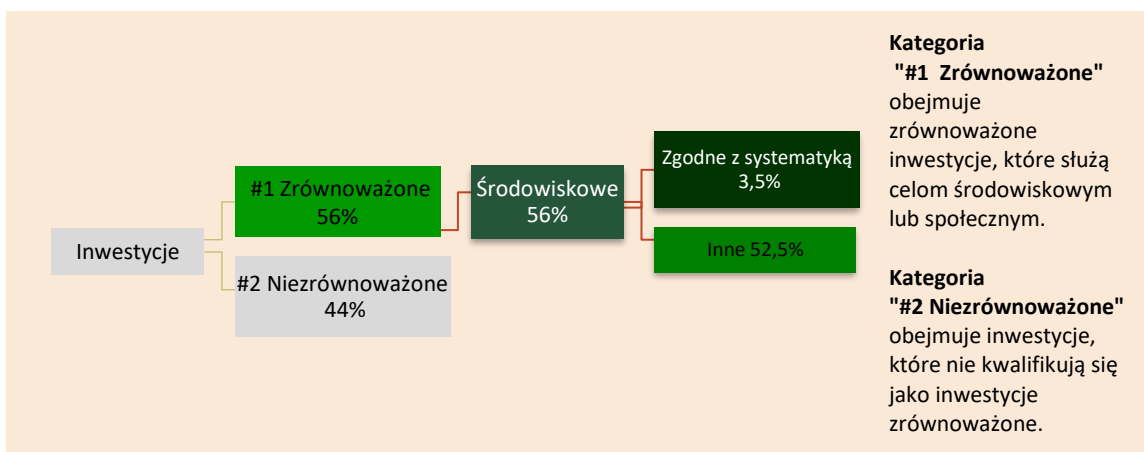 Inwestycje
#1 Zrównoważone
56%
#2 Niezrównoważone
44%
Środowiskowe
56%
Zgodne z systematyką
3,5%
Inne 52,5%
Kategoria
"#1 Zrównoważone"
obejmuje
zrównoważone
inwestycje, które służą
celom środowiskowym
lub społecznym.
Kategoria
"#2 Niezrównoważone"
obejmuje inwestycje,
które nie kwalifikują się
jako inwestycje
zrównoważone.